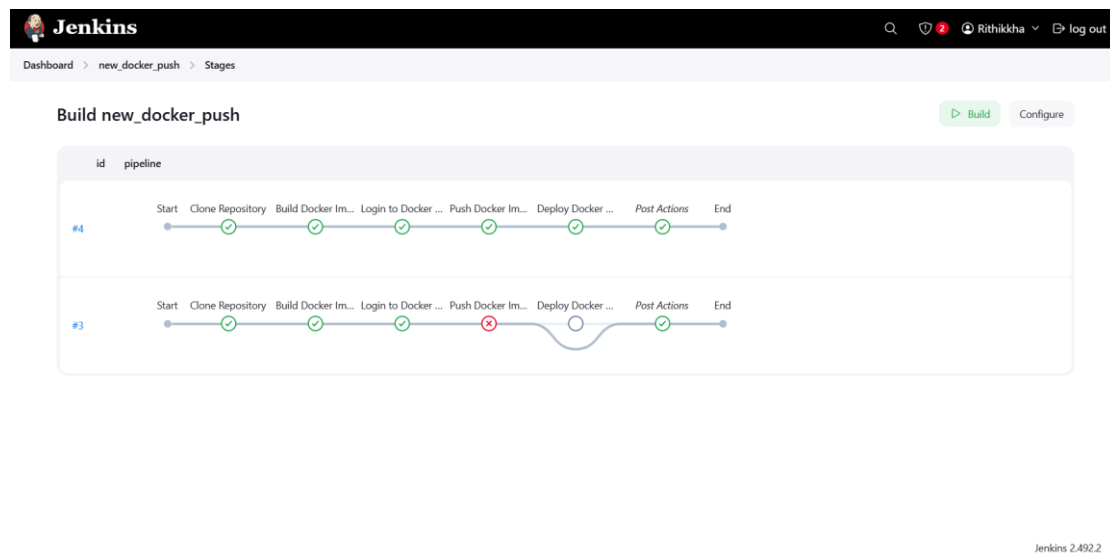 Jenkins 2 Rithikkha log out
Dashboard > new_docker_push > Stages
Build new_docker_push Build Configure
id pipeline
Start Clone Repository Build Docker Im... Login to Docker ... Push Docker Im... Deploy Docker ... Post Actions End
#4
Start Clone Repository Build Docker Im... Login to Docker ... Push Docker Im... Deploy Docker ... Post Actions End
#3
Jenkins 2.492.2